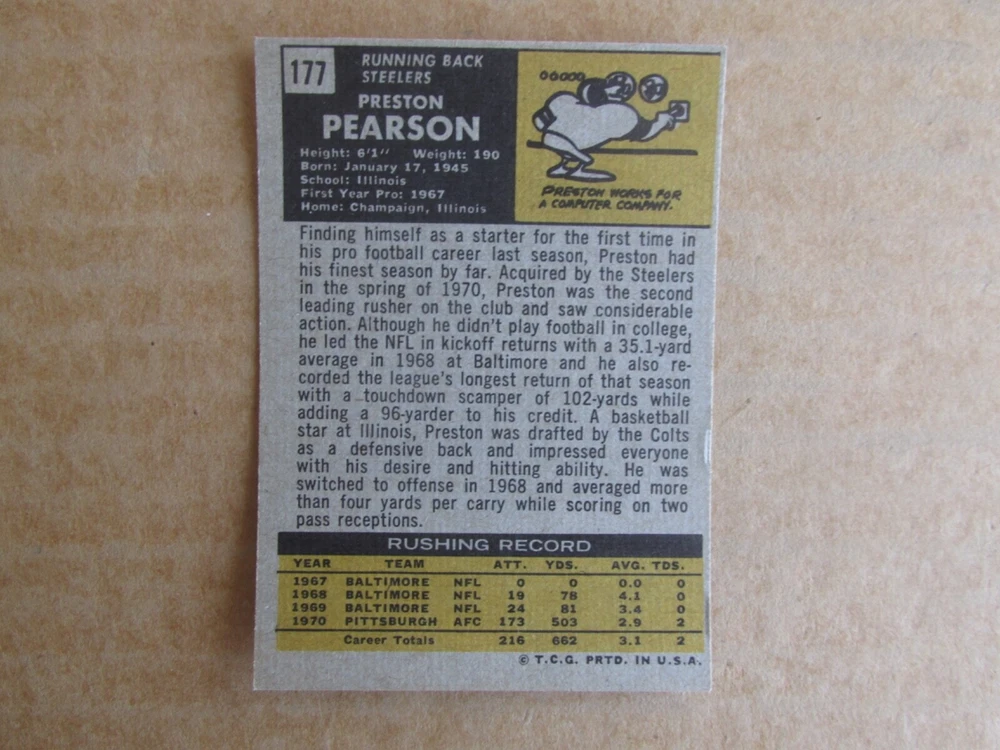 177
RUNNING BACK
STEELERS
PRESTON
PEARSON
Height: 6'1" Weight: 190
Born: January 17, 1945
School: Illinois
First Year Pro: 1967
Home: Champaign, Illinois
PRESTON WORKS FOR
A COMPUTER COMPANY.
Finding himself as a starter for the first time in
his pro football career last season, Preston had
his finest season by far. Acquired by the Steelers
in the spring of 1970, Preston was the second
leading rusher on the club and saw considerable
action. Although he didn't play football in college,
he led the NFL in kickoff returns with a 35.1-yard
average in 1968 at Baltimore and he also re-
corded the league's longest return of that season
with a touchdown scamper of 102-yards while
adding a 96-yarder to his credit. A basketball
star at Illinois, Preston was drafted by the Colts
as a defensive back and impressed everyone
with his desire and hitting ability. He was
switched to offense in 1968 and averaged more
than four yards per carry while scoring on two
pass receptions.
RUSHING RECORD
YEAR TEAM ATT. YDS. AVG. TDS.
1967 BALTIMORE NFL 0 0 0.0 0
1968 BALTIMORE NFL 19 78 4.1 0
1969 BALTIMORE NFL 24 81 3.4 0
1970 PITTSBURGH AFC 173 503 2.9 2
Career Totals 216 662 3.1 2
© T.C.G. PRTD. IN U.S.A.